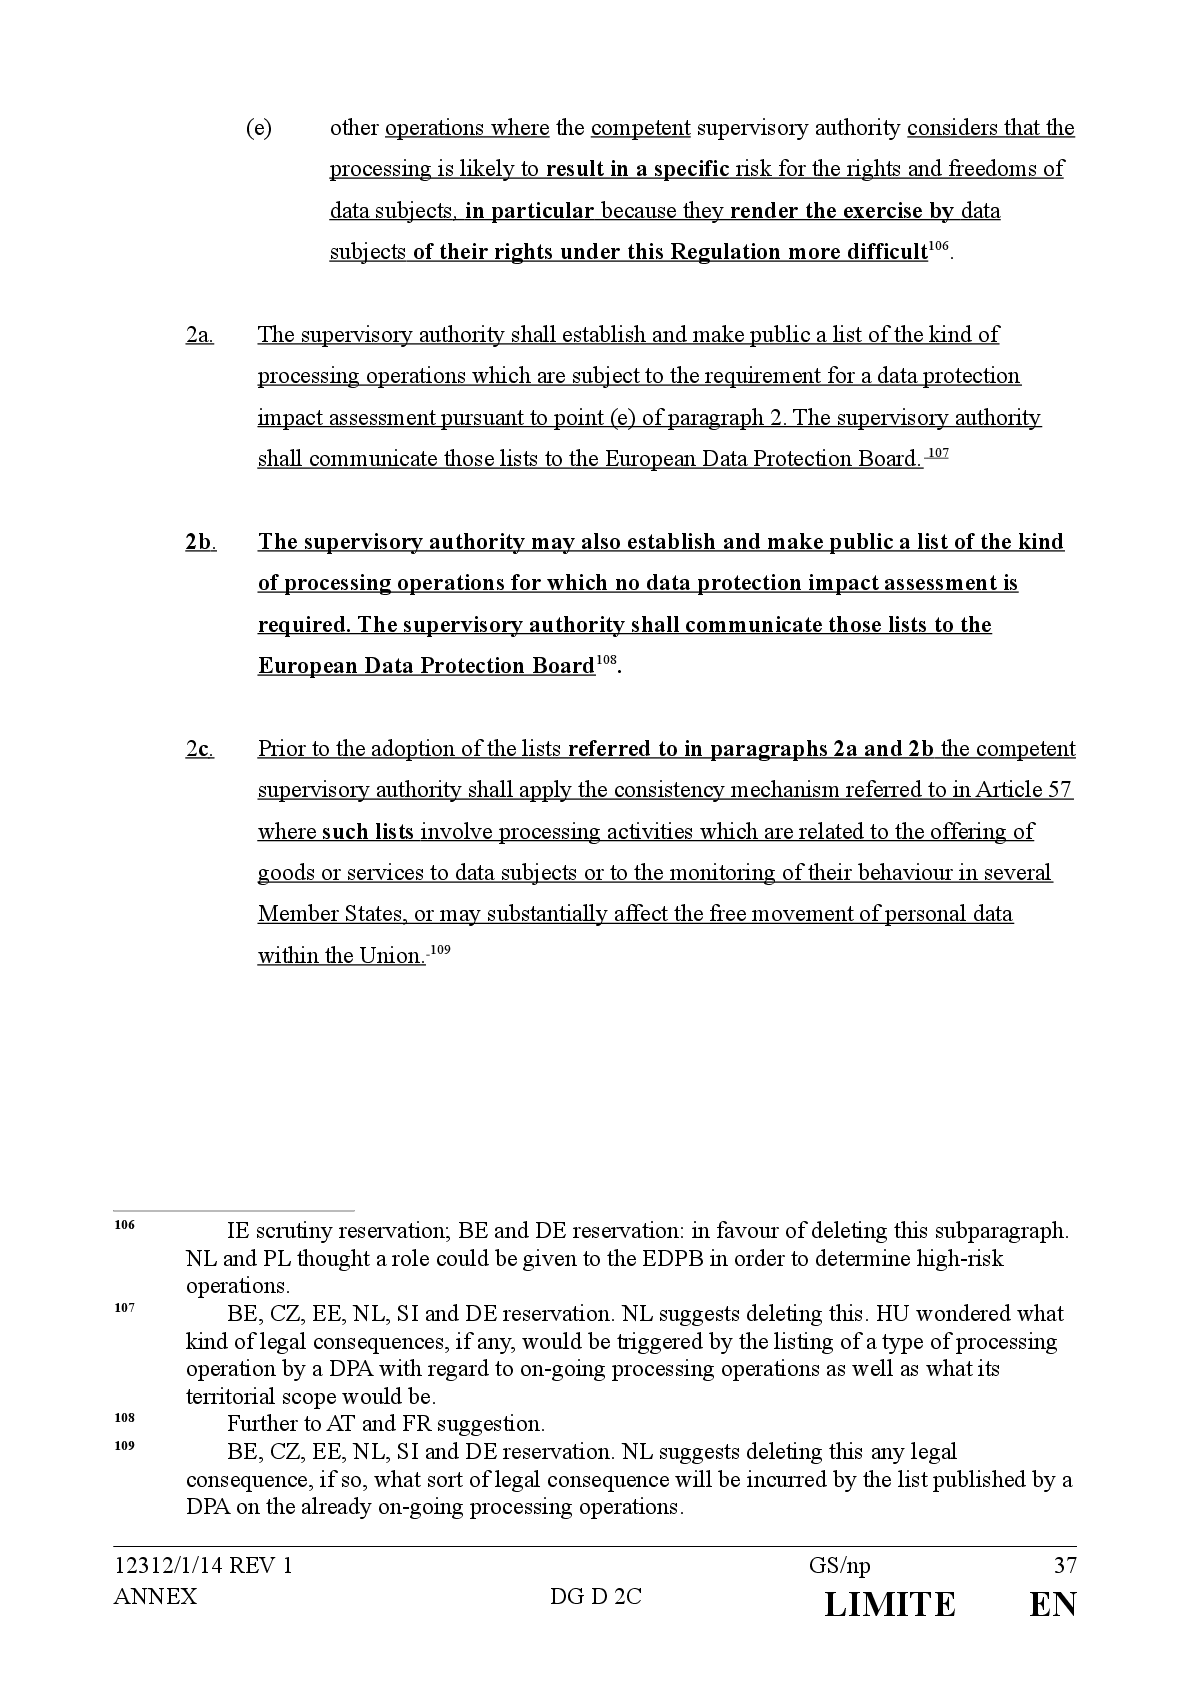 (e) other operations where the competent supervisory authority considers that the
processing is likely to result in a specific risk for the rights and freedoms of
data subjects, in particular because they render the exercise by data
subjects of their rights under this Regulation more difficult106.
2a. The supervisory authority shall establish and make public a list of the kind of
processing operations which are subject to the requirement for a data protection
impact assessment pursuant to point (e) of paragraph 2. The supervisory authority
shall communicate those lists to the European Data Protection Board. 107
2b. The supervisory authority may also establish and make public a list of the kind
of processing operations for which no data protection impact assessment is
required. The supervisory authority shall communicate those lists to the
European Data Protection Board108.
2c. Prior to the adoption of the lists referred to in paragraphs 2a and 2b the competent
supervisory authority shall apply the consistency mechanism referred to in Article 57
where such lists involve processing activities which are related to the offering of
goods or services to data subjects or to the monitoring of their behaviour in several
Member States, or may substantially affect the free movement of personal data
within the Union. 109
106 IE scrutiny reservation; BE and DE reservation: in favour of deleting this subparagraph.
NL and PL thought a role could be given to the EDPB in order to determine high-risk
operations.
107 BE, CZ, EE, NL, SI and DE reservation. NL suggests deleting this. HU wondered what
kind of legal consequences, if any, would be triggered by the listing of a type of processing
operation by a DPA with regard to on-going processing operations as well as what its
territorial scope would be.
108 Further to AT and FR suggestion.
109 BE, CZ, EE, NL, SI and DE reservation. NL suggests deleting this any legal
consequence, if so, what sort of legal consequence will be incurred by the list published by a
DPA on the already on-going processing operations.
12312/1/14 REV 1 GS/np 37
ANNEX DG D 2C LIMITE EN